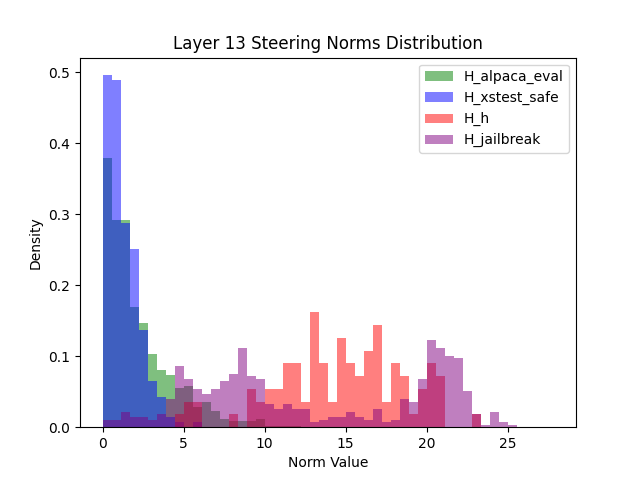 Layer 13 Steering Norms Distribution
H_alpaca_eval
H_xstest_safe
H_h
H_jailbreak
0.5
0.4
0.3
0.2
0.1
0.0
Density
0
5
10
15
20
25
Norm Value